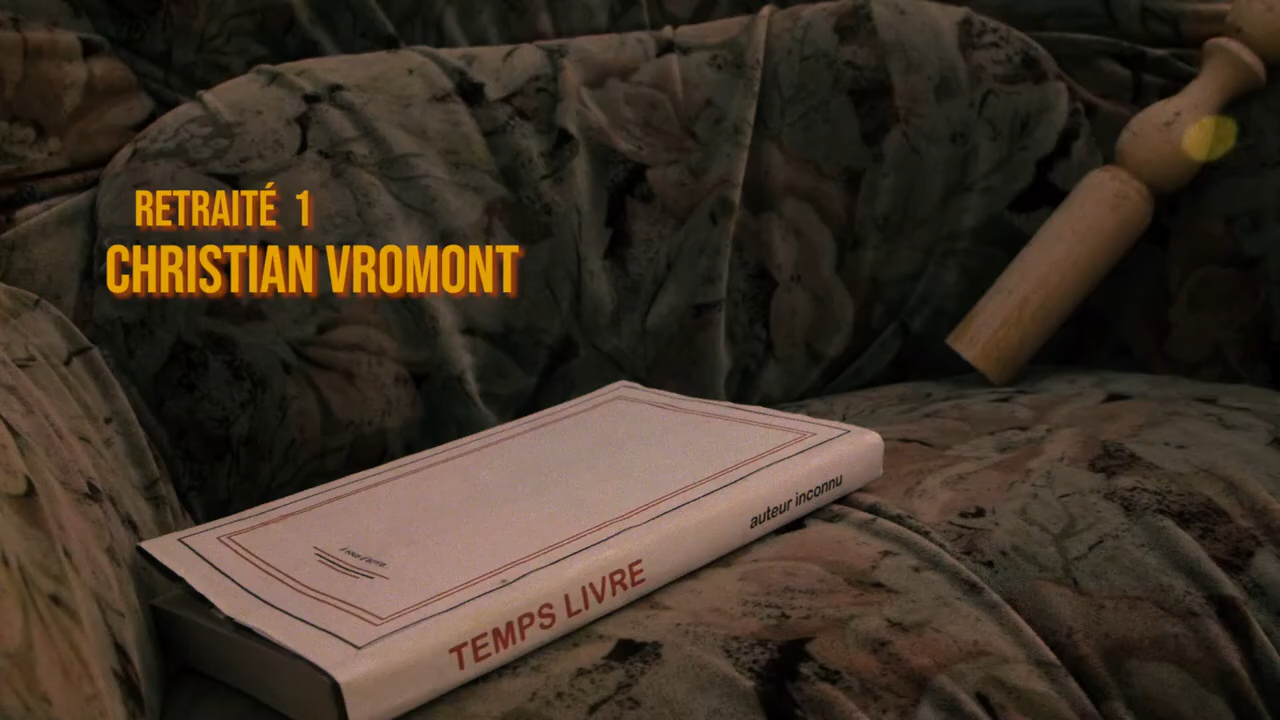 RETRAITÉ 1
CHRISTIAN VROMONT
auteur inconnu
TEMPS LIVRE